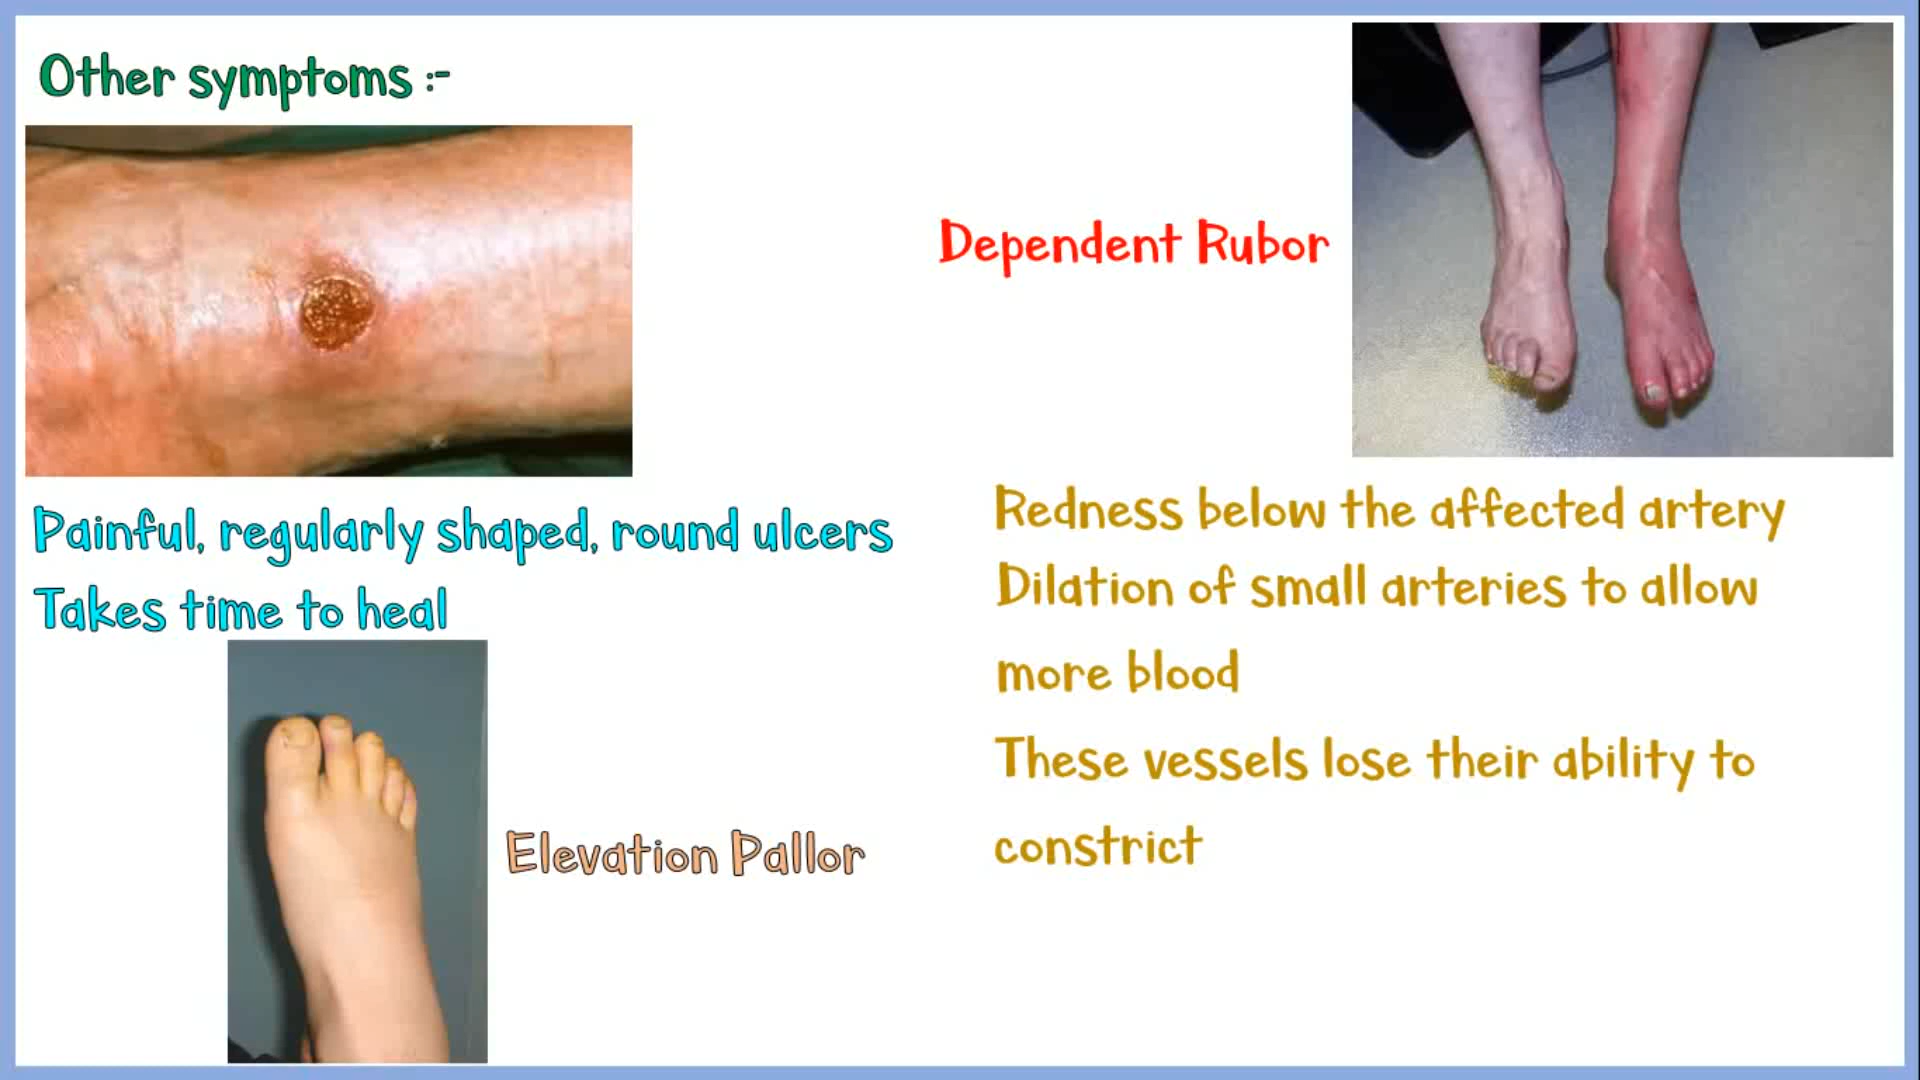 Other symptoms :-
Painful, regularly shaped, round ulcers
Takes time to heal
Elevation Pallor
Dependent Rubor
Redness below the affected artery
Dilation of small arteries to allow
more blood
These vessels lose their ability to
constrict